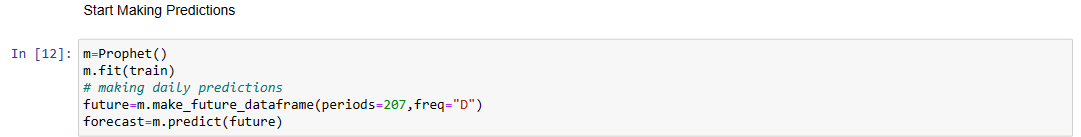 Start Making Predictions
In [12]: m=Prophet()
m.fit(train)
# making daily predictions
future=m.make_future_dataframe(periods=207,freq="D")
forecast=m.predict(future)